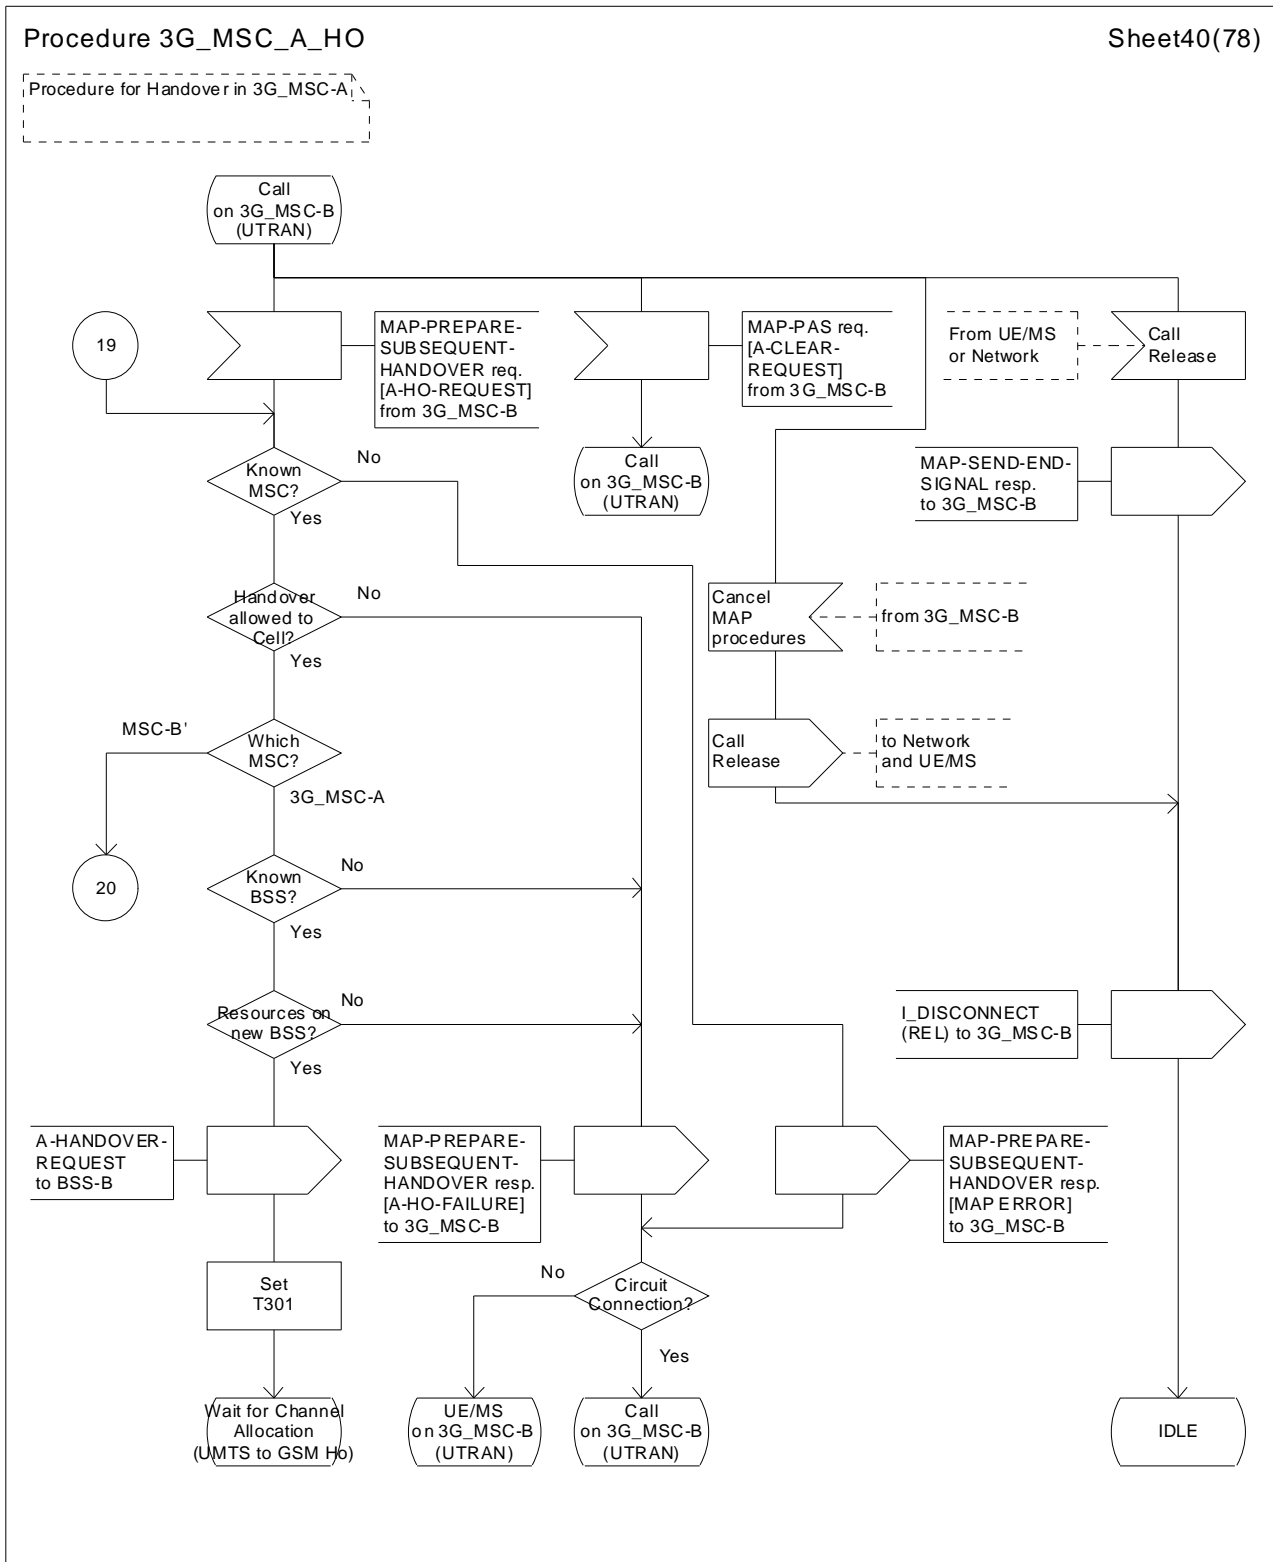 Procedure 3G_MSC_A_HO
Sheet40(78)
Procedure for Handover in 3G_MSC-A
Call
on 3G_MSC-B
(UTRAN)
19
MAP-PREPARE-
SUBSEQUENT-
HANDOVER req.
[A-HO-REQUEST]
from 3G_MSC-B
MAP-PAS req.
[A-CLEAR-
REQUEST]
from 3G_MSC-B
From UE/MS
or Network
Call
Release
Known
MSC?
No
Yes
Call
on 3G_MSC-B
(UTRAN)
MAP-SEND-END-
SIGNAL resp.
to 3G_MSC-B
Handover
allowed to
Cell?
No
Yes
Cancel
MAP
procedures
from 3G_MSC-B
MSC-B'
Which
MSC?
3G_MSC-A
Call
Release
to Network
and UE/MS
20
Known
BSS?
No
Yes
Resources on
new BSS?
No
Yes
I_DISCONNECT
(REL) to 3G_MSC-B
A-HANDOVER-
REQUEST
to BSS-B
MAP-PREPARE-
SUBSEQUENT-
HANDOVER resp.
[A-HO-FAILURE]
to 3G_MSC-B
MAP-PREPARE-
SUBSEQUENT-
HANDOVER resp.
[MAP ERROR]
to 3G_MSC-B
Set
T301
No
Circuit
Connection?
Yes
Wait for Channel
Allocation
(UMTS to GSM Ho)
UE/MS
on 3G_MSC-B
(UTRAN)
Call
on 3G_MSC-B
(UTRAN)
IDLE